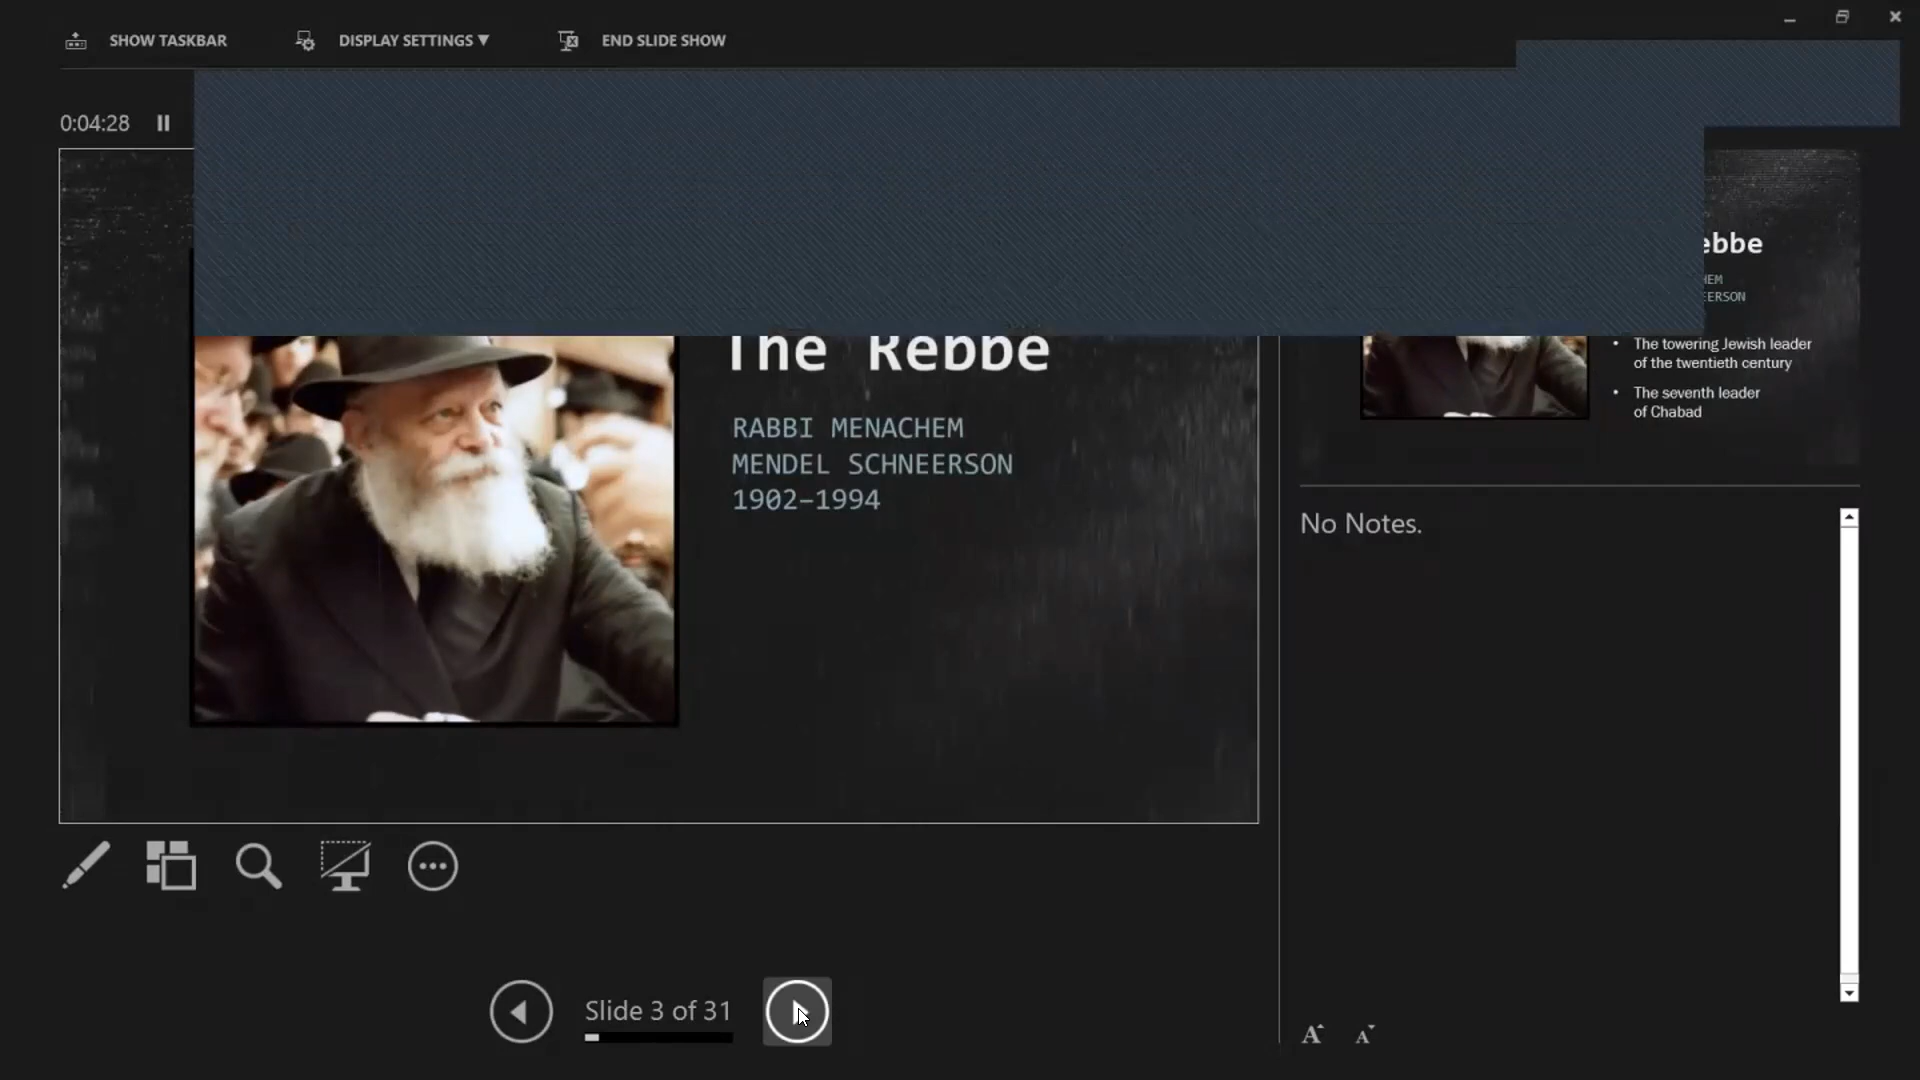 SHOW TASKBAR
DISPLAY SETTINGS ▼
END SLIDE SHOW
0:04:28
The Rebbe
RABBI MENACHEM
MENDEL SCHNEERSON
1902–1994
ebbe
HEM
EERSON
• The towering Jewish leader
of the twentieth century
• The seventh leader
of Chabad
No Notes.
Slide 3 of 31
A A